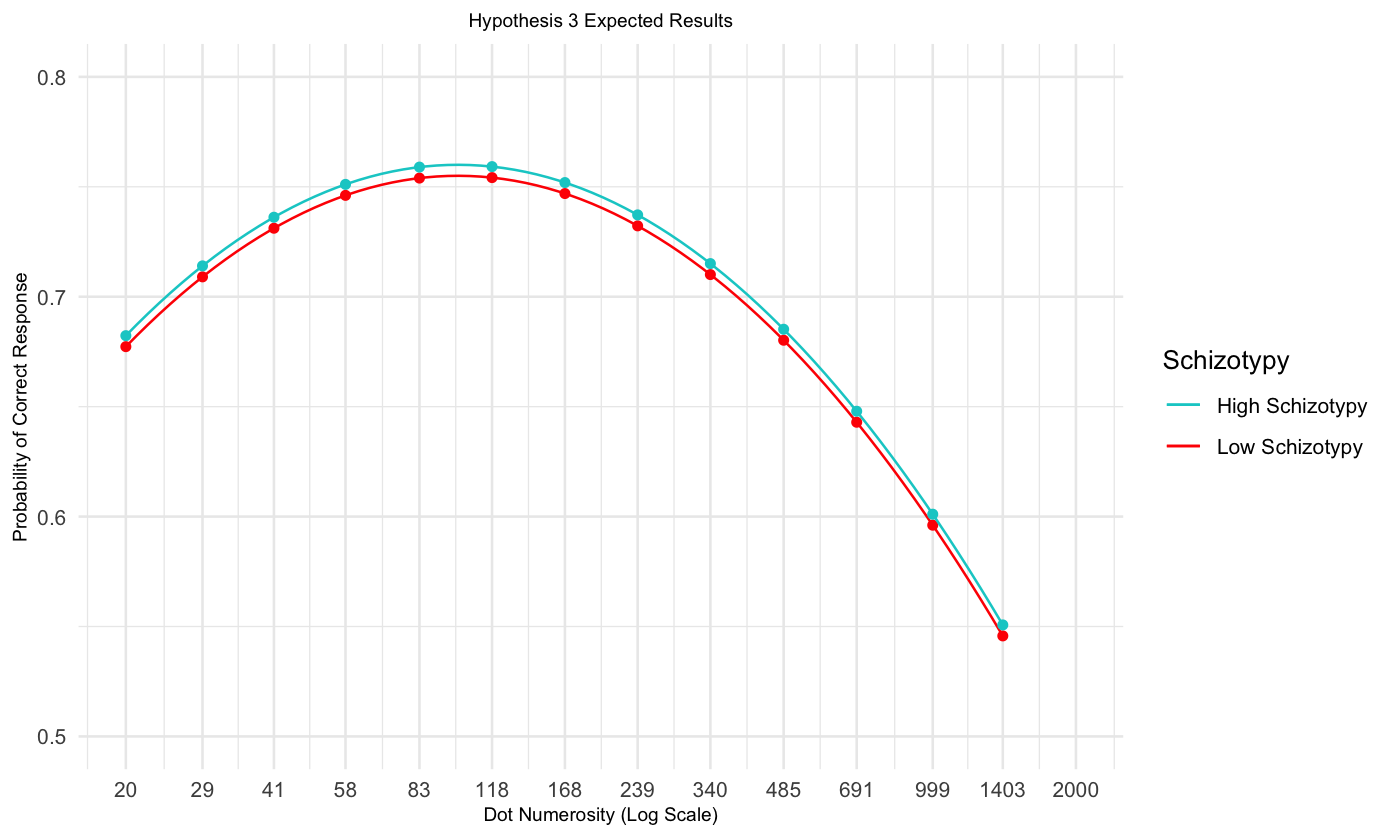 Hypothesis 3 Expected Results
0.8
0.7
0.6
0.5
Probability of Correct Response
20 29 41 58 83 118 168 239 340 485 691 999 1403 2000
Dot Numerosity (Log Scale)
Schizotypy
High Schizotypy
Low Schizotypy